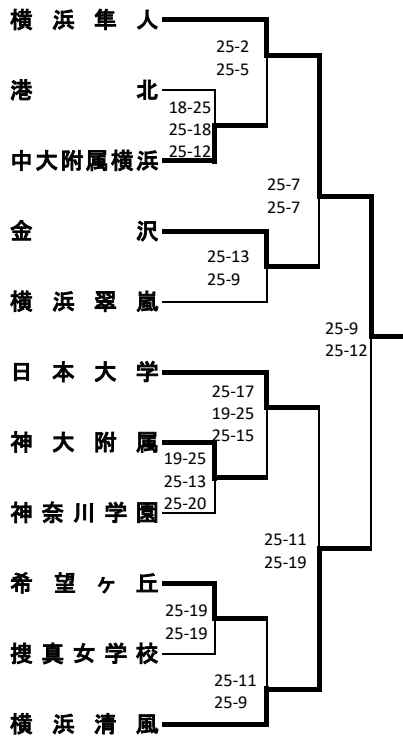 横浜隼人
25-2
25-5
港北
18-25
25-18
25-12
中大附属横浜
25-7
25-7
金沢
25-13
25-9
横浜翠嵐
25-9
25-12
日本大学
25-17
19-25
25-15
神大附属
19-25
25-13
25-20
神奈川学園
25-11
25-19
希望ヶ丘
25-19
25-19
捜真女学校
25-11
25-9
横浜清風